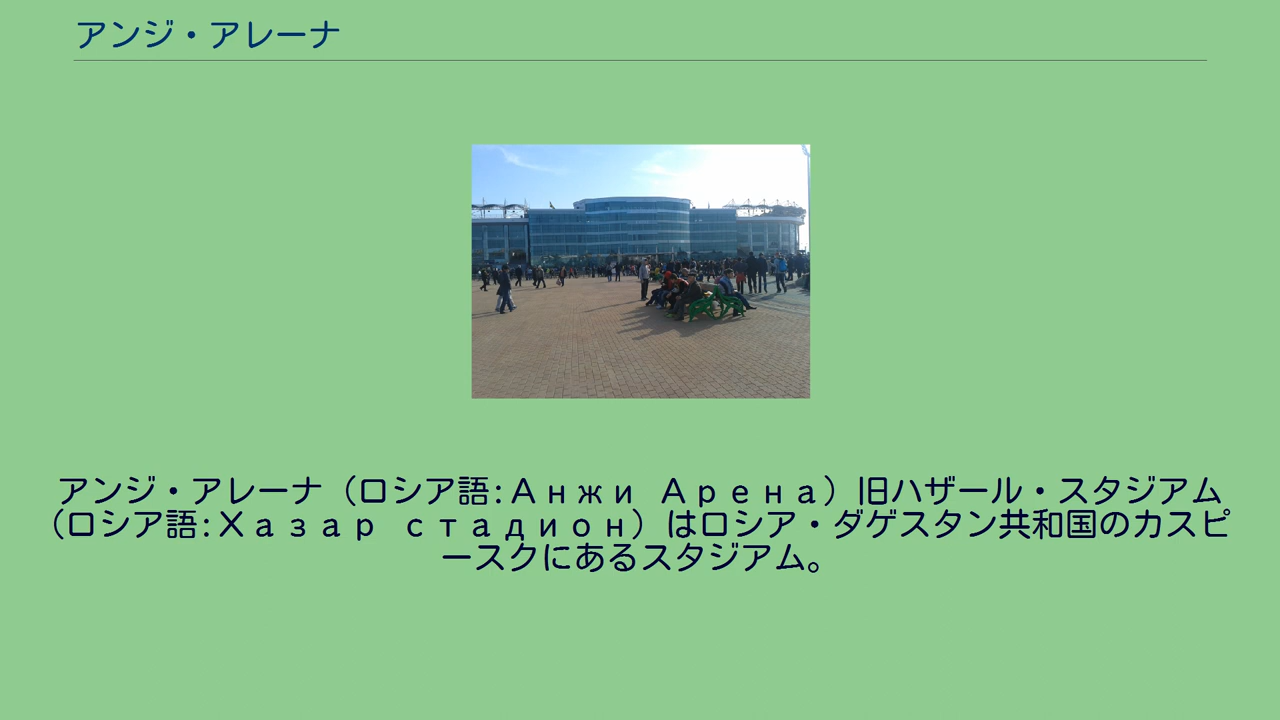 アンジ・アレーナ
アンジ・アレーナ（ロシア語:Анжи Арена）旧ハザール・スタジアム
（ロシア語:Хазар стадион）はロシア・ダゲスタン共和国のカスピ
ースクにあるスタジアム。